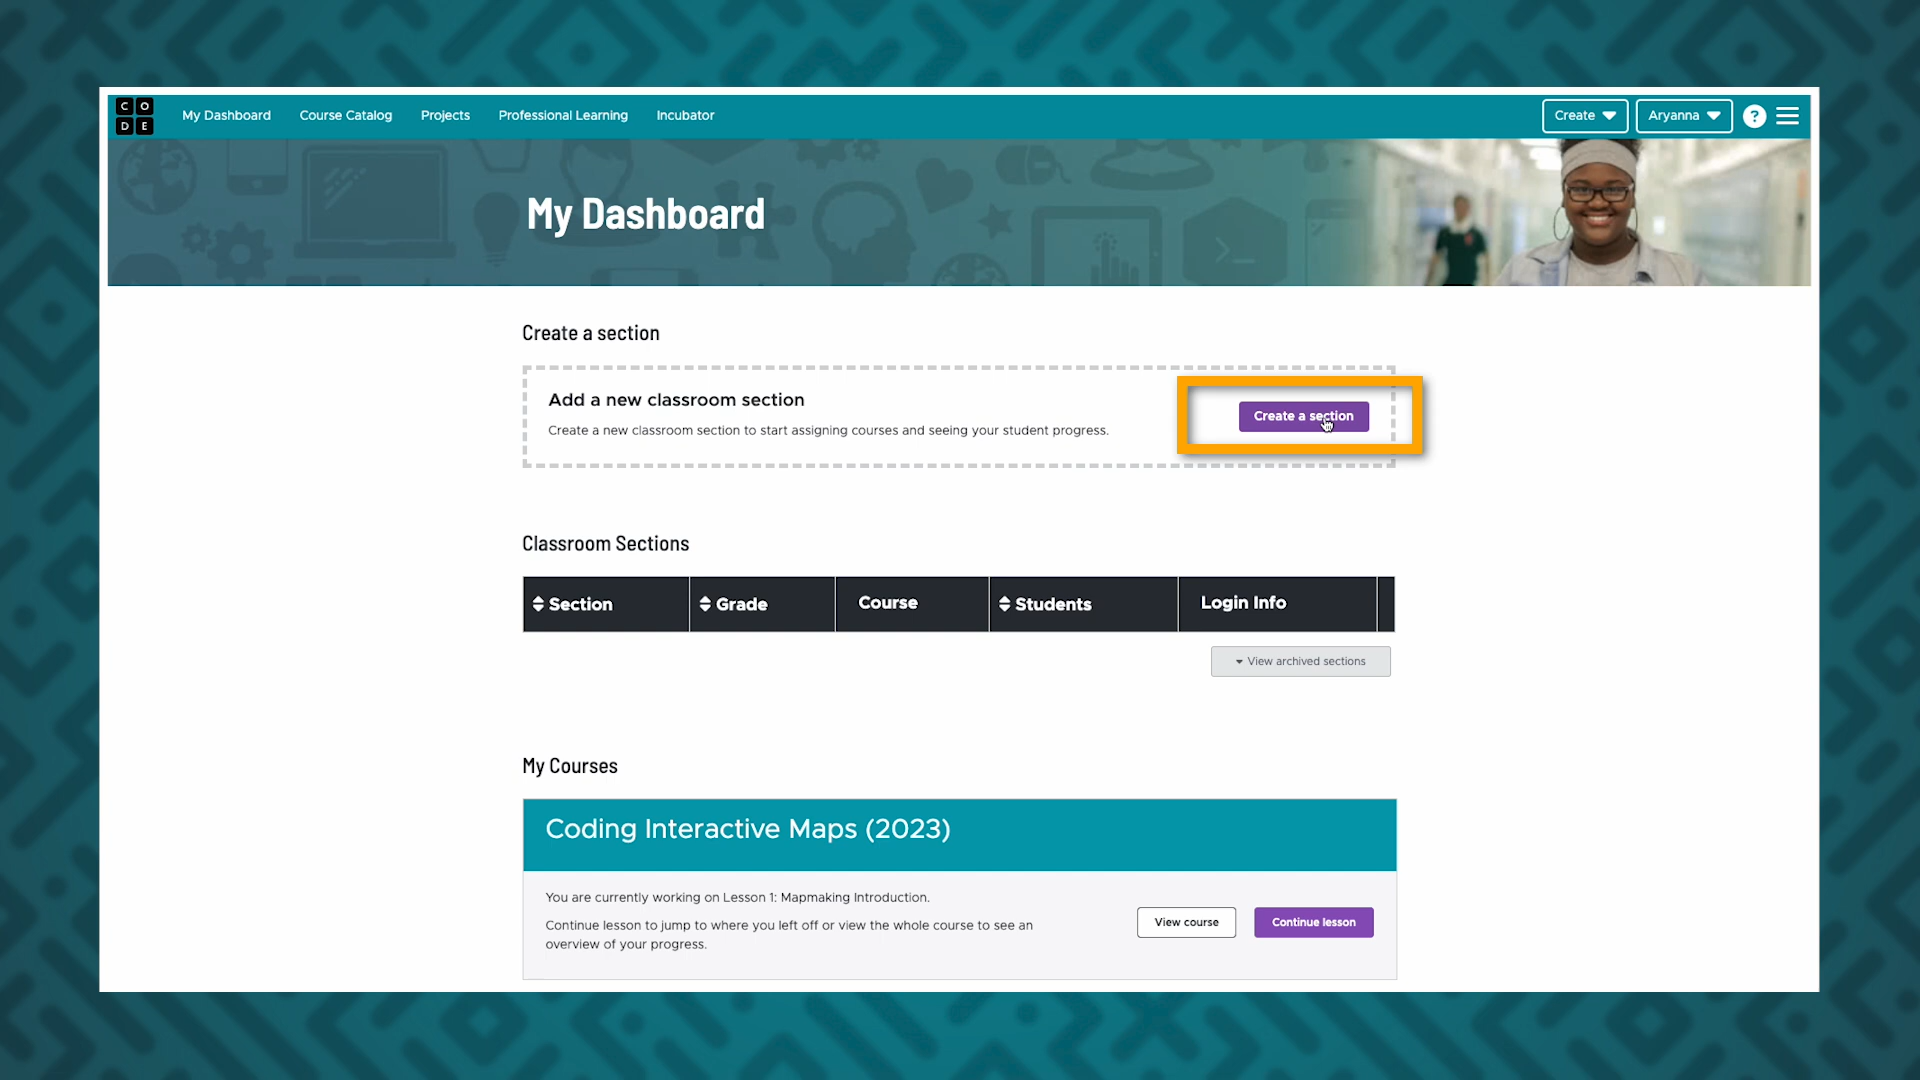 CO
DE
My Dashboard
Course Catalog
Projects
Professional Learning
Incubator
Create
Aryanna
?
My Dashboard
Create a section
Add a new classroom section
Create a new classroom section to start assigning courses and seeing your student progress.
Create a section
Classroom Sections
Section
Grade
Course
Students
Login Info
View archived sections
My Courses
Coding Interactive Maps (2023)
You are currently working on Lesson 1: Mapmaking Introduction.
Continue lesson to jump to where you left off or view the whole course to see an
overview of your progress.
View course
Continue lesson